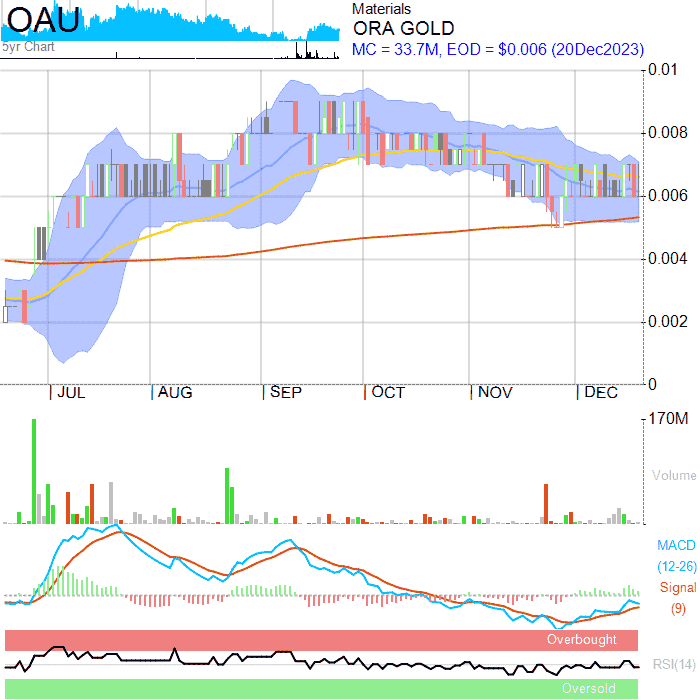 OAU
5yr Chart
Materials
ORA GOLD
MC = 33.7M, EOD = $0.006 (20Dec2023)
0.01
0.008
0.006
0.004
0.002
0
JUL AUG SEP OCT NOV DEC
170M
Volume
MACD
(12-26)
Signal
(9)
Overbought
RSI(14)
Oversold